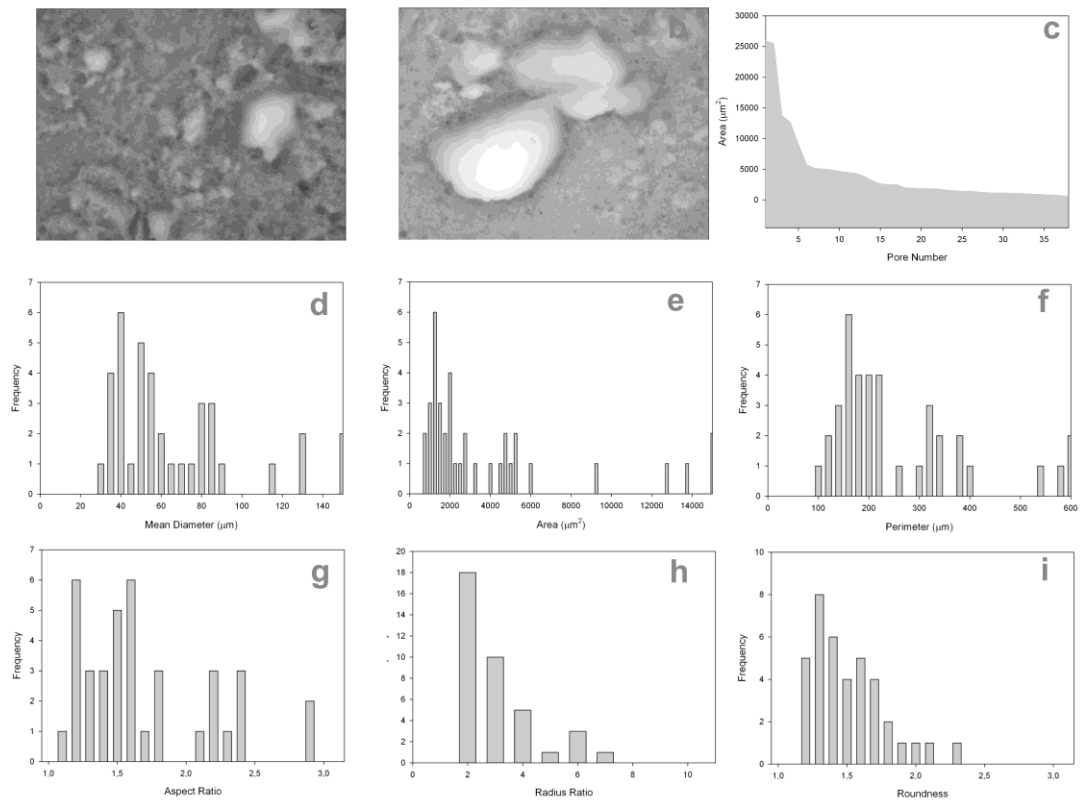 b
c
30000
25000
20000
15000
10000
5000
0
Area (μm²)
5 10 15 20 25 30 35
Pore Number
d
7
6
5
4
3
2
1
0
Frequency
0 20 40 60 80 100 120 140
Mean Diameter (μm)
e
7
6
5
4
3
2
1
0
Frequency
0 2000 4000 6000 8000 10000 12000 14000
Area (μm²)
f
7
6
5
4
3
2
1
0
Frequency
0 100 200 300 400 500 600
Perimeter (μm)
g
7
6
5
4
3
2
1
0
Frequency
1,0 1,5 2,0 2,5 3,0
Aspect Ratio
h
20
18
16
14
12
10
8
6
4
2
0
2 4 6 8 10
Radius Ratio
i
10
8
6
4
2
0
Frequency
1,0 1,5 2,0 2,5 3,0
Roundness